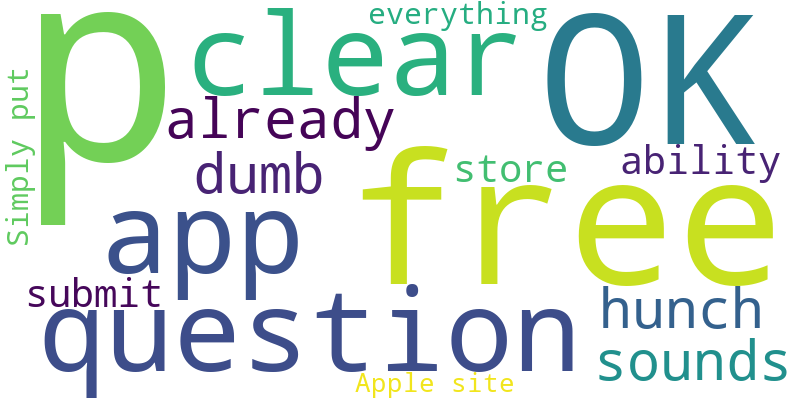 everything
p
clear
OK
Simply put
already
dumb
store
ability
free
app
submit
hunch
question
sounds
Apple site